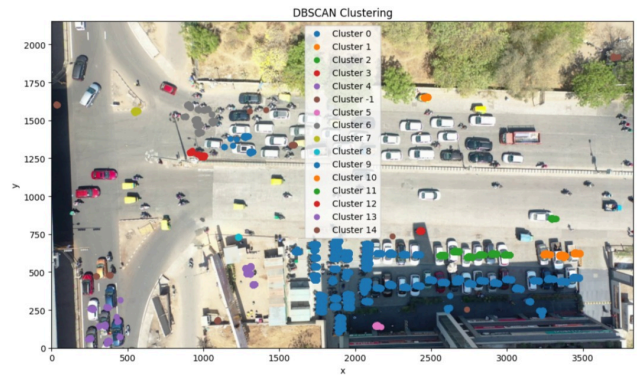 DBSCAN Clustering
2000
1750
1500
1250
1000
750
500
250
0
y
Cluster 0
Cluster 1
Cluster 2
Cluster 3
Cluster 4
Cluster -1
Cluster 5
Cluster 6
Cluster 7
Cluster 8
Cluster 9
Cluster 10
Cluster 11
Cluster 12
Cluster 13
Cluster 14
0 500 1000 1500 2000 2500 3000 3500
x